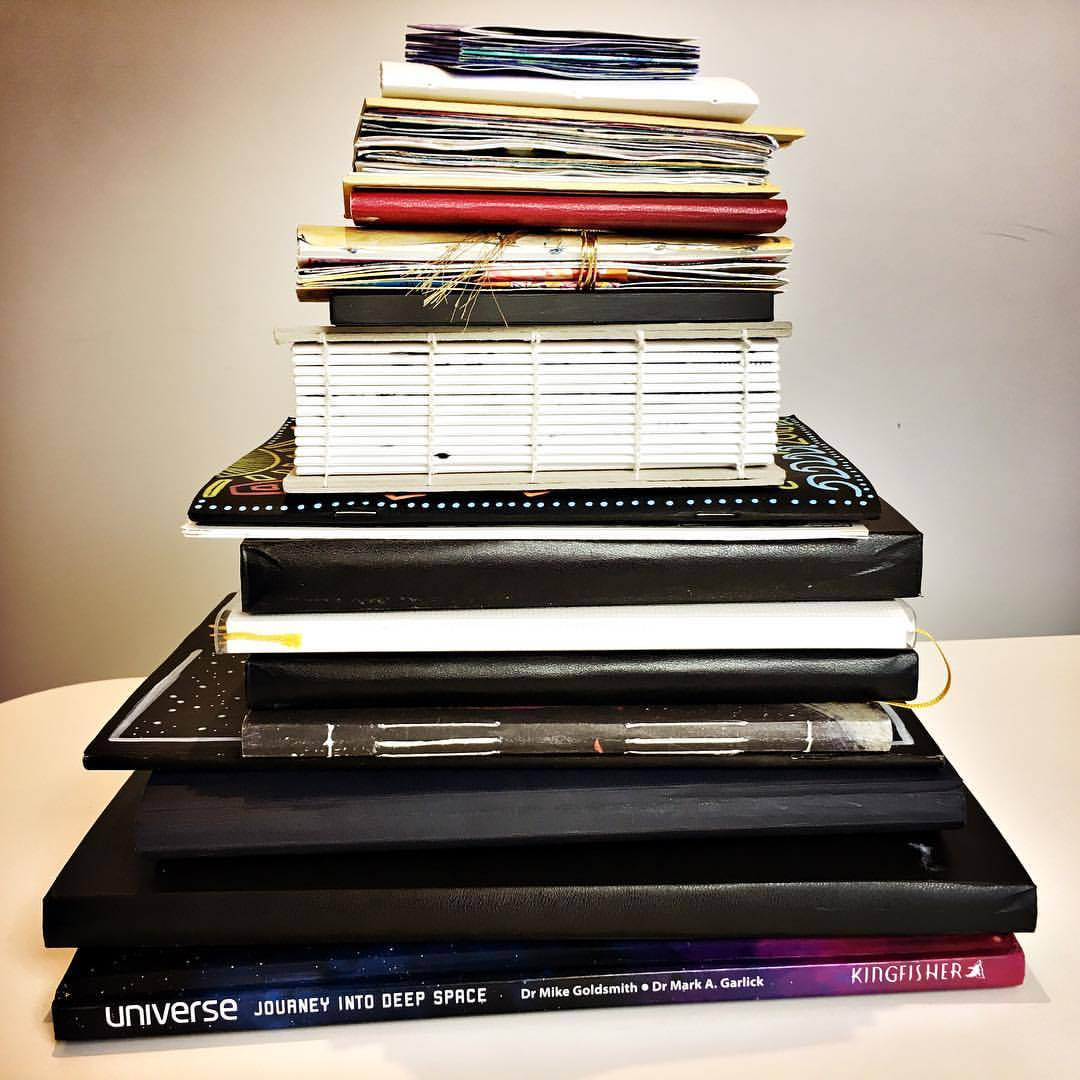 universe JOURNEY INTO DEEP SPACE Dr Mike Goldsmith • Dr Mark A. Garlick KINGFISHER